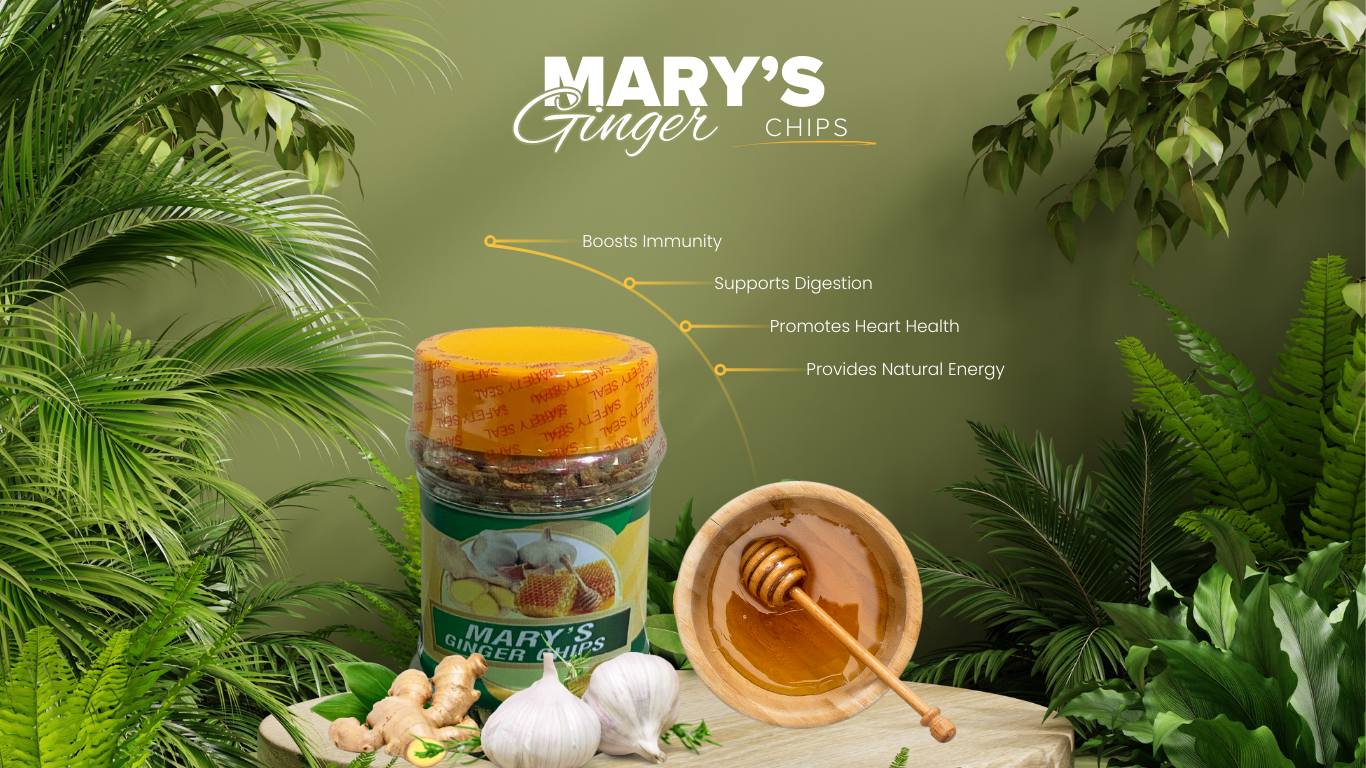 MARY'S
Ginger CHIPS
Boosts Immunity
Supports Digestion
Promotes Heart Health
Provides Natural Energy
SAFETY SEAL
MARY'S
GINGER CHIPS